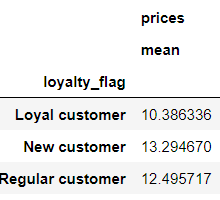 prices
mean
loyalty_flag
Loyal customer 10.386336
New customer 13.294670
Regular customer 12.495717